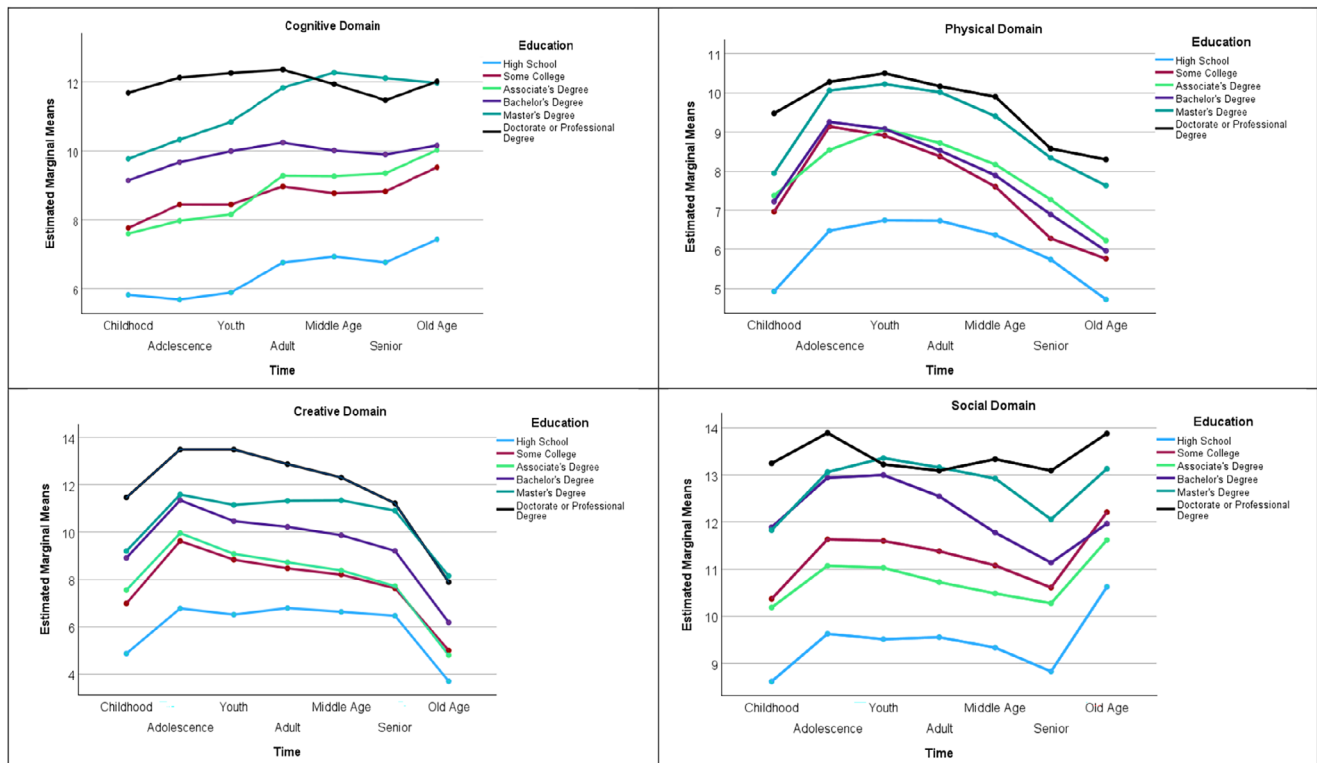 Cognitive Domain
Education
High School
Some College
Associate's Degree
Bachelor's Degree
Master's Degree
Doctorate or Professional
Degree
Estimated Marginal Means
12
10
8
6
Childhood
Youth
Middle Age
Old Age
Adolescence
Adult
Senior
Time
Physical Domain
Education
High School
Some College
Associate's Degree
Bachelor's Degree
Master's Degree
Doctorate or Professional
Degree
Estimated Marginal Means
11
10
9
8
7
6
5
Childhood
Youth
Middle Age
Old Age
Adolescence
Adult
Senior
Time
Creative Domain
Education
High School
Some College
Associate's Degree
Bachelor's Degree
Master's Degree
Doctorate or Professional
Degree
Estimated Marginal Means
14
12
10
8
6
4
Childhood
Youth
Middle Age
Old Age
Adolescence
Adult
Senior
Time
Social Domain
Education
High School
Some College
Associate's Degree
Bachelor's Degree
Master's Degree
Doctorate or Professional
Degree
Estimated Marginal Means
14
13
12
11
10
9
Childhood
Youth
Middle Age
Old Age
Adolescence
Adult
Senior
Time